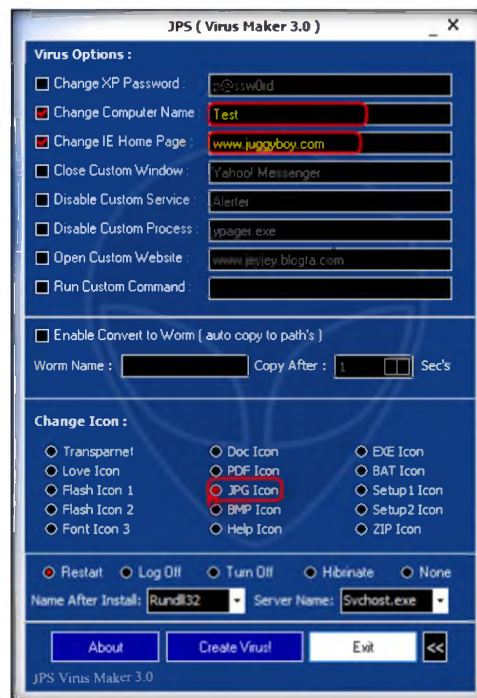 JPS ( Virus Maker 3.0 ) _ X
Virus Options :
Change XP Password : p@ssw0rd
Change Computer Name : Test
Change IE Home Page : www.juggyboy.com
Close Custom Window : Yahoo! Messenger
Disable Custom Service : Alerter
Disable Custom Process : ypager.exe
Open Custom Website : www.jeyjey.blogfa.com
Run Custom Command :
Enable Convert to Worm ( auto copy to path's )
Worm Name : Copy After : 1 Sec's
Change Icon :
Transparnet Doc Icon EXE Icon
Love Icon PDF Icon BAT Icon
Flash Icon 1 JPG Icon Setup1 Icon
Flash Icon 2 BMP Icon Setup2 Icon
Font Icon 3 Help Icon ZIP Icon
Restart Log Off Turn Off Hibrinate None
Name After Install: Rundll32 Server Name: Svchost.exe
About Create Virus! Exit <<
JPS Virus Maker 3.0